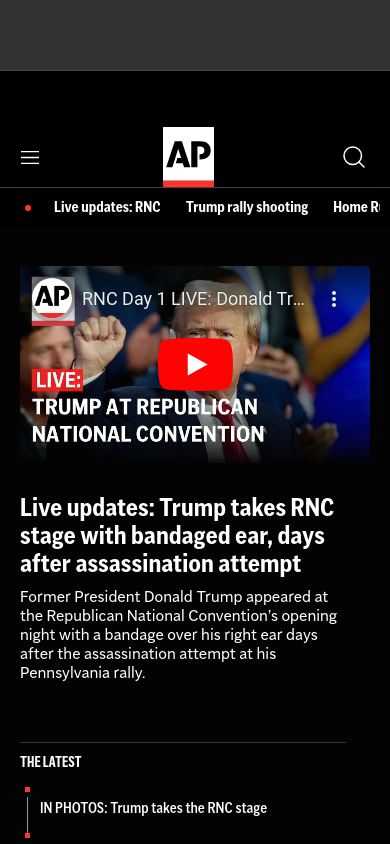 AP
Live updates: RNC Trump rally shooting Home R
AP RNC Day 1 LIVE: Donald Tr...
LIVE:
TRUMP AT REPUBLICAN
NATIONAL CONVENTION
Live updates: Trump takes RNC
stage with bandaged ear, days
after assassination attempt
Former President Donald Trump appeared at
the Republican National Convention's opening
night with a bandage over his right ear days
after the assassination attempt at his
Pennsylvania rally.
THE LATEST
IN PHOTOS: Trump takes the RNC stage